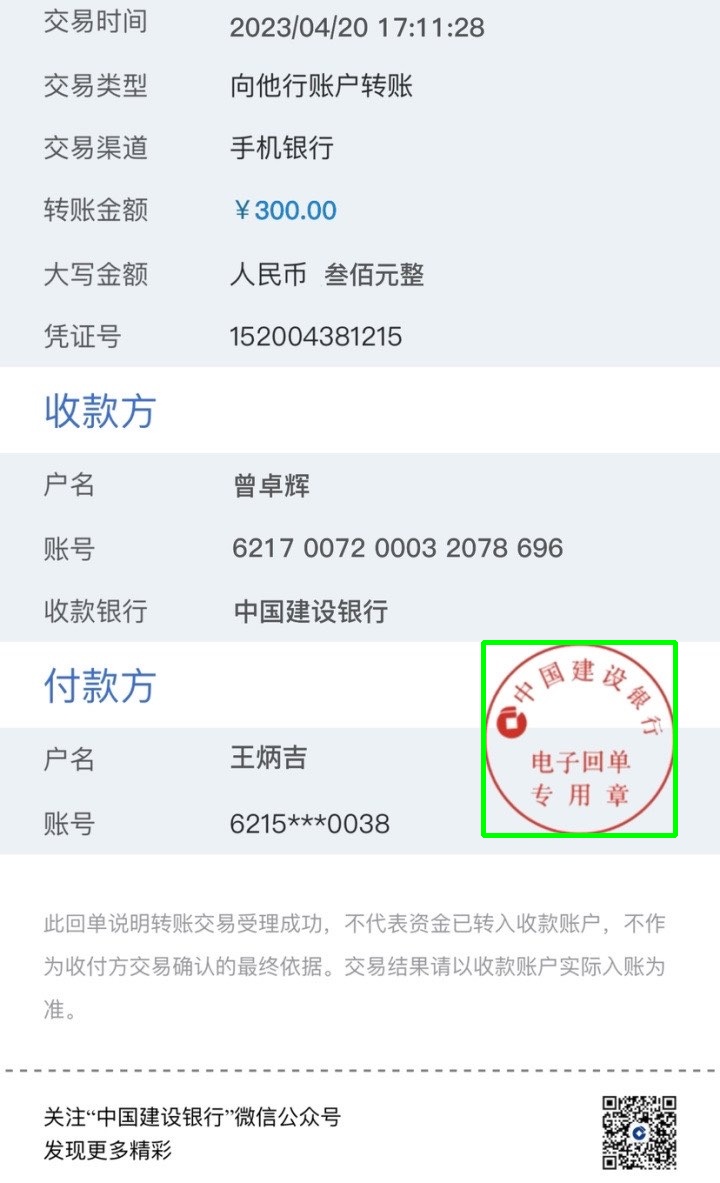 交易时间 2023/04/20 17:11:28
交易类型 向他行账户转账
交易渠道 手机银行
转账金额 ¥300.00
大写金额 人民币 叁佰元整
凭证号 152004381215
收款方
户名 曾卓辉
账号 6217 0072 0003 2078 696
收款银行 中国建设银行
付款方
中国建设银行
电子回单
专用章
户名 王炳吉
账号 6215***0038
此回单说明转账交易受理成功，不代表资金已转入收款账户，不作
为收付方交易确认的最终依据。交易结果请以收款账户实际入账为
准。
关注“中国建设银行”微信公众号
发现更多精彩